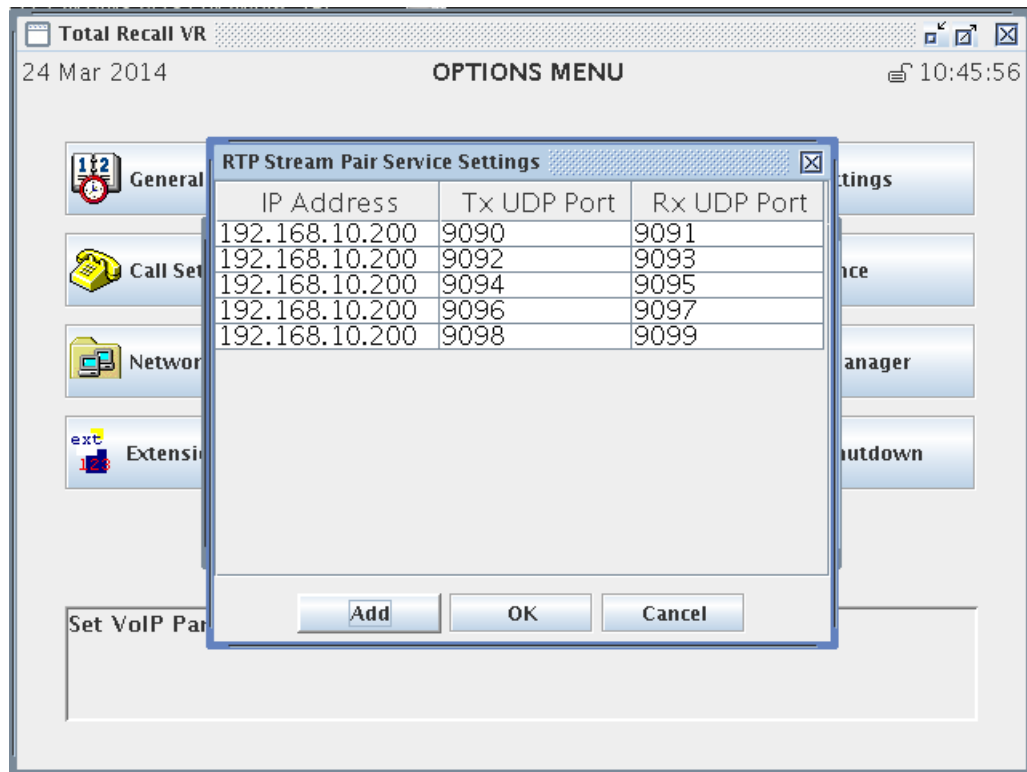 Total Recall VR
24 Mar 2014 OPTIONS MENU 10:45:56
RTP Stream Pair Service Settings
IP Address Tx UDP Port Rx UDP Port
192.168.10.200 9090 9091
192.168.10.200 9092 9093
192.168.10.200 9094 9095
192.168.10.200 9096 9097
192.168.10.200 9098 9099
Add OK Cancel
1 2
General
ttings
Call Set
nce
Networ
anager
ext
123
Extensi
utdown
Set VoIP Par